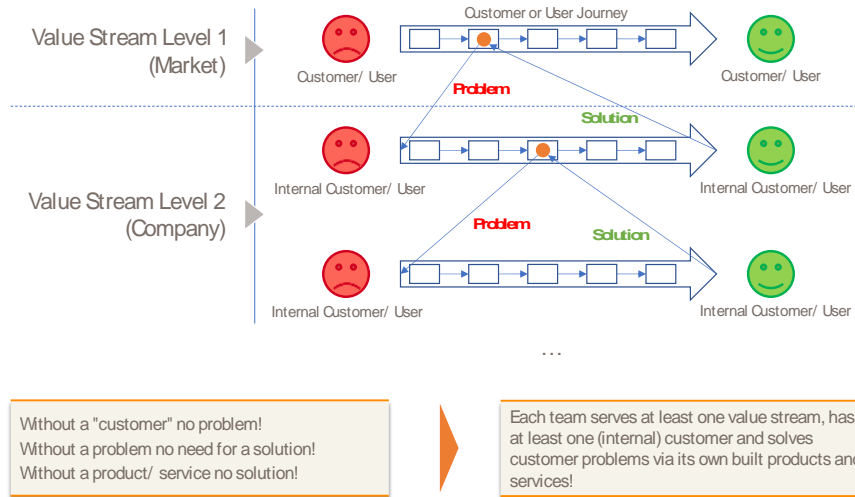 Customer or User Journey
Value Stream Level 1
(Market)
Customer/ User
Customer/ User
Problem
Solution
Value Stream Level 2
(Company)
Internal Customer/ User
Internal Customer/ User
Problem
Solution
Internal Customer/ User
Internal Customer/ User
...
Without a "customer" no problem!
Without a problem no need for a solution!
Without a product/ service no solution!
Each team serves at least one value stream, has
at least one (internal) customer and solves
customer problems via its own built products and
services!